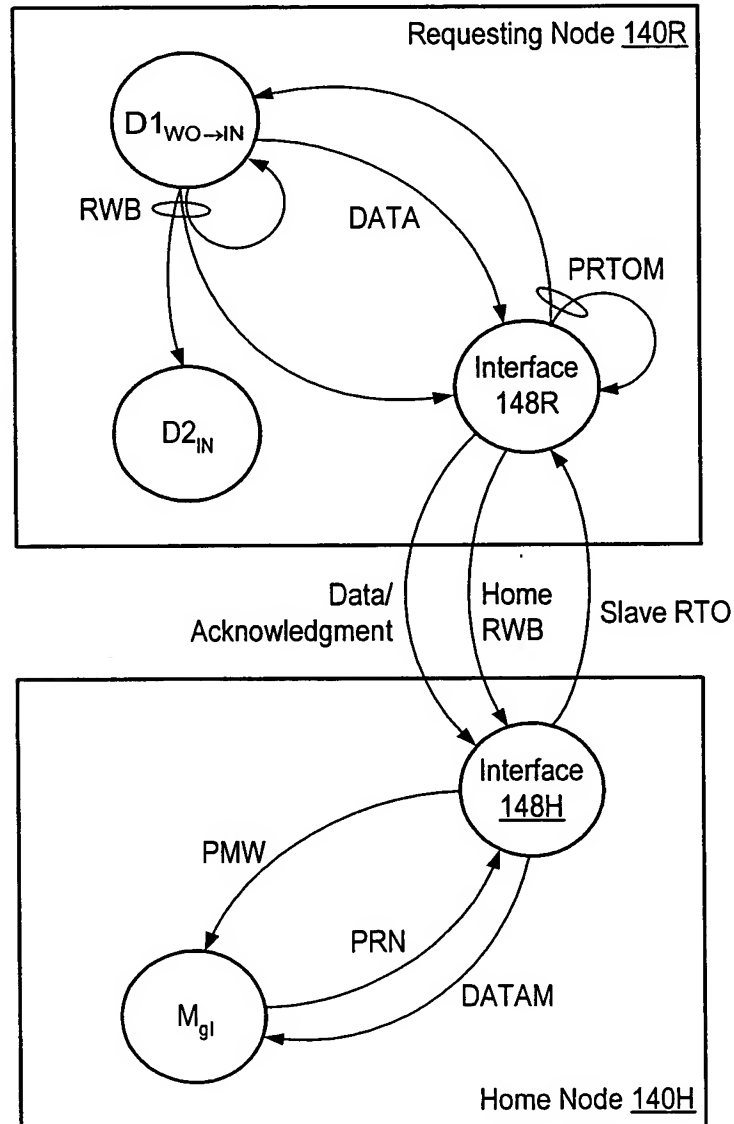 Requesting Node 140R
D1WO→IN
RWB
DATA
PRTOM
Interface
148R
D2IN
Data/
Acknowledgment
Home
RWB
Slave RTO
Interface
148H
PMW
PRN
DATAM
MgI
Home Node 140H